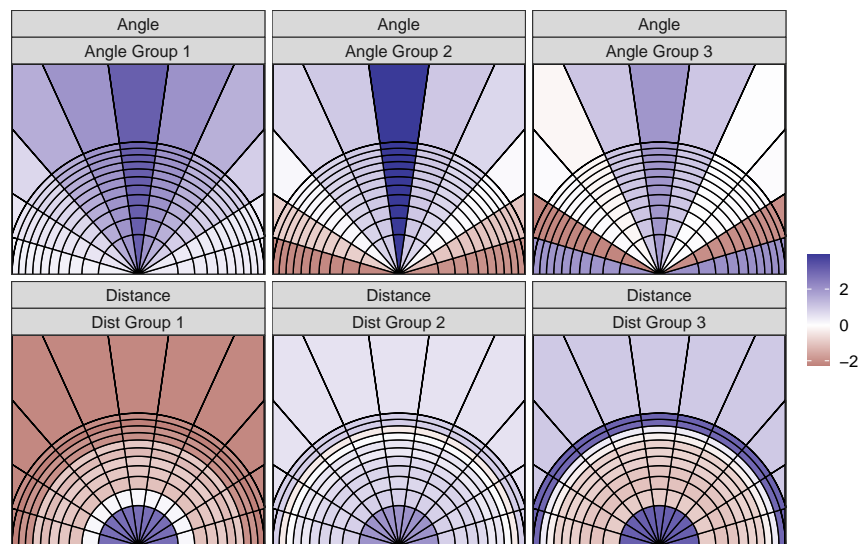 Angle
Angle
Angle
Angle Group 1
Angle Group 2
Angle Group 3
Distance
Distance
Distance
Dist Group 1
Dist Group 2
Dist Group 3
2
0
−2